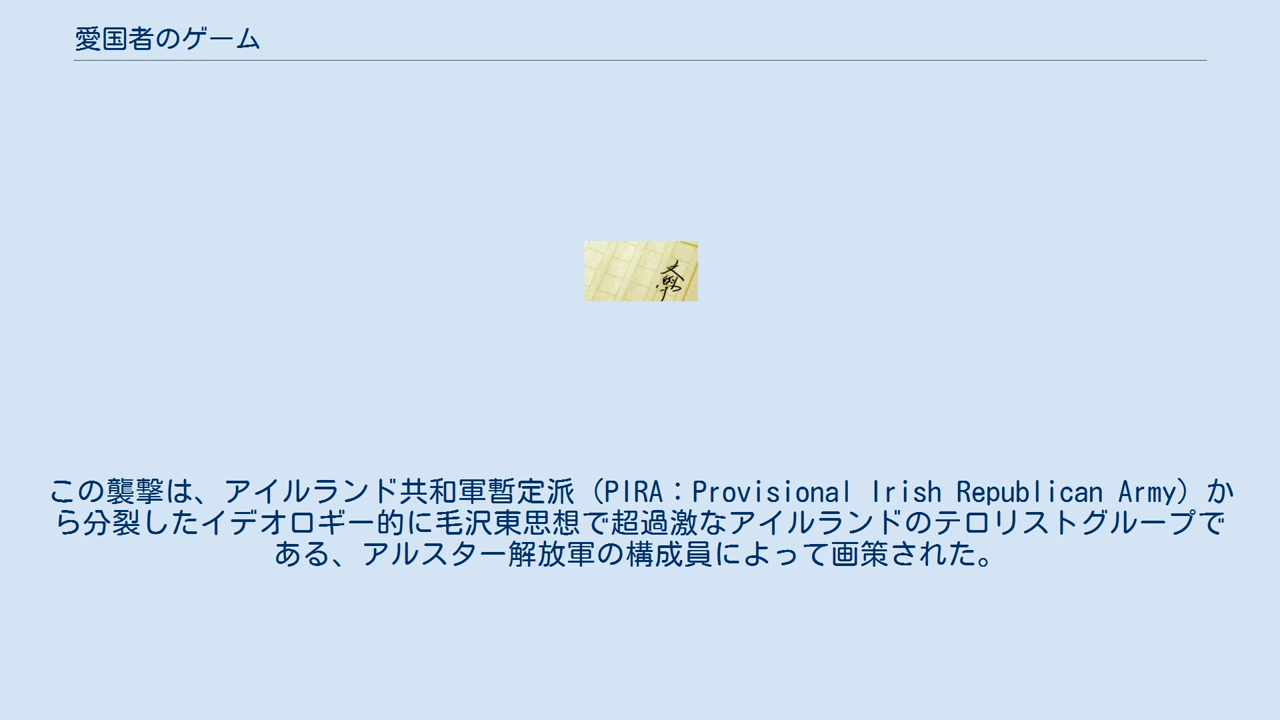 愛国者のゲーム
この襲撃は、アイルランド共和軍暫定派（PIRA：Provisional Irish Republican Army）か
ら分裂したイデオロギー的に毛沢東思想で超過激なアイルランドのテロリストグループで
ある、アルスター解放軍の構成員によって画策された。